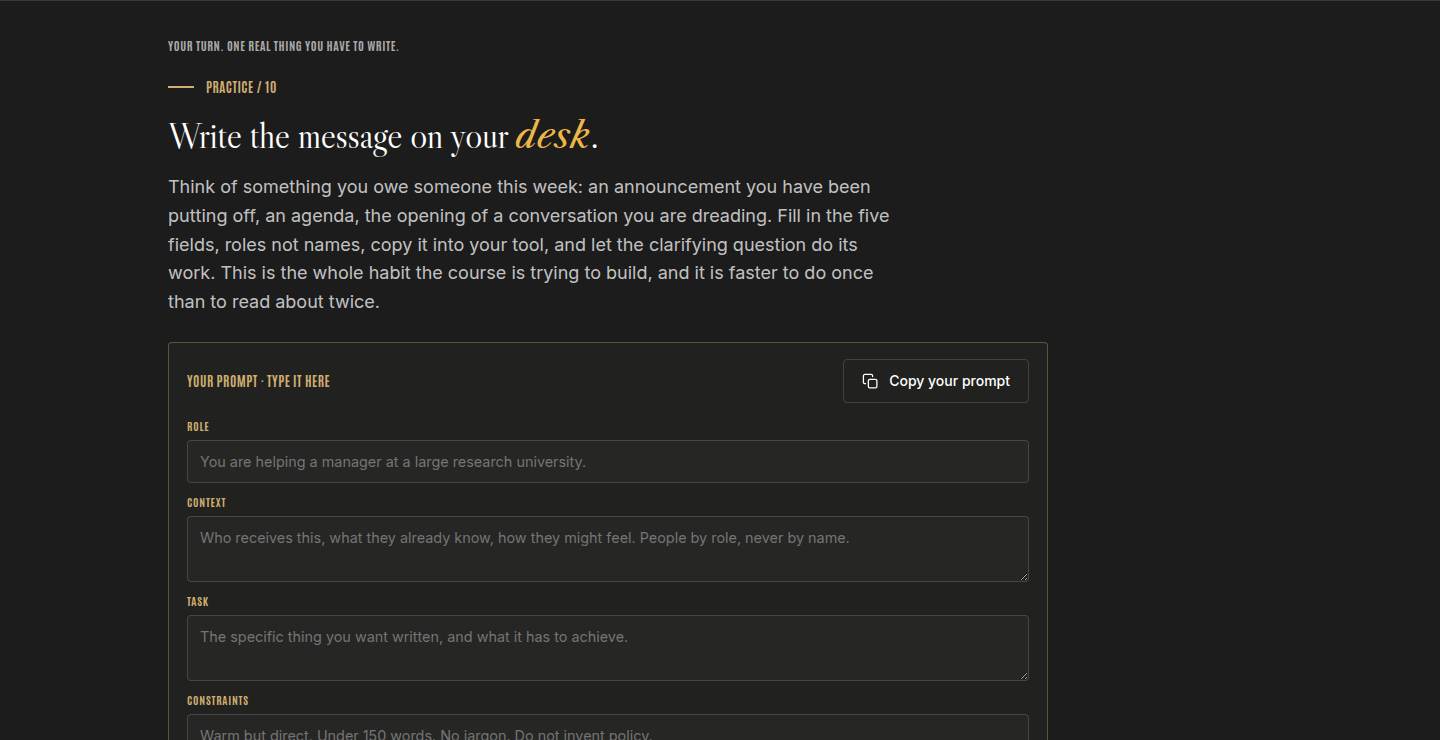 YOUR TURN. ONE REAL THING YOU HAVE TO WRITE.
PRACTICE / 10
Write the message on your desk.
Think of something you owe someone this week: an announcement you have been
putting off, an agenda, the opening of a conversation you are dreading. Fill in the five
fields, roles not names, copy it into your tool, and let the clarifying question do its
work. This is the whole habit the course is trying to build, and it is faster to do once
than to read about twice.
YOUR PROMPT · TYPE IT HERE
Copy your prompt
ROLE
You are helping a manager at a large research university.
CONTEXT
Who receives this, what they already know, how they might feel. People by role, never by name.
TASK
The specific thing you want written, and what it has to achieve.
CONSTRAINTS
Warm but direct. Under 150 words. No jargon. Do not invent policy.